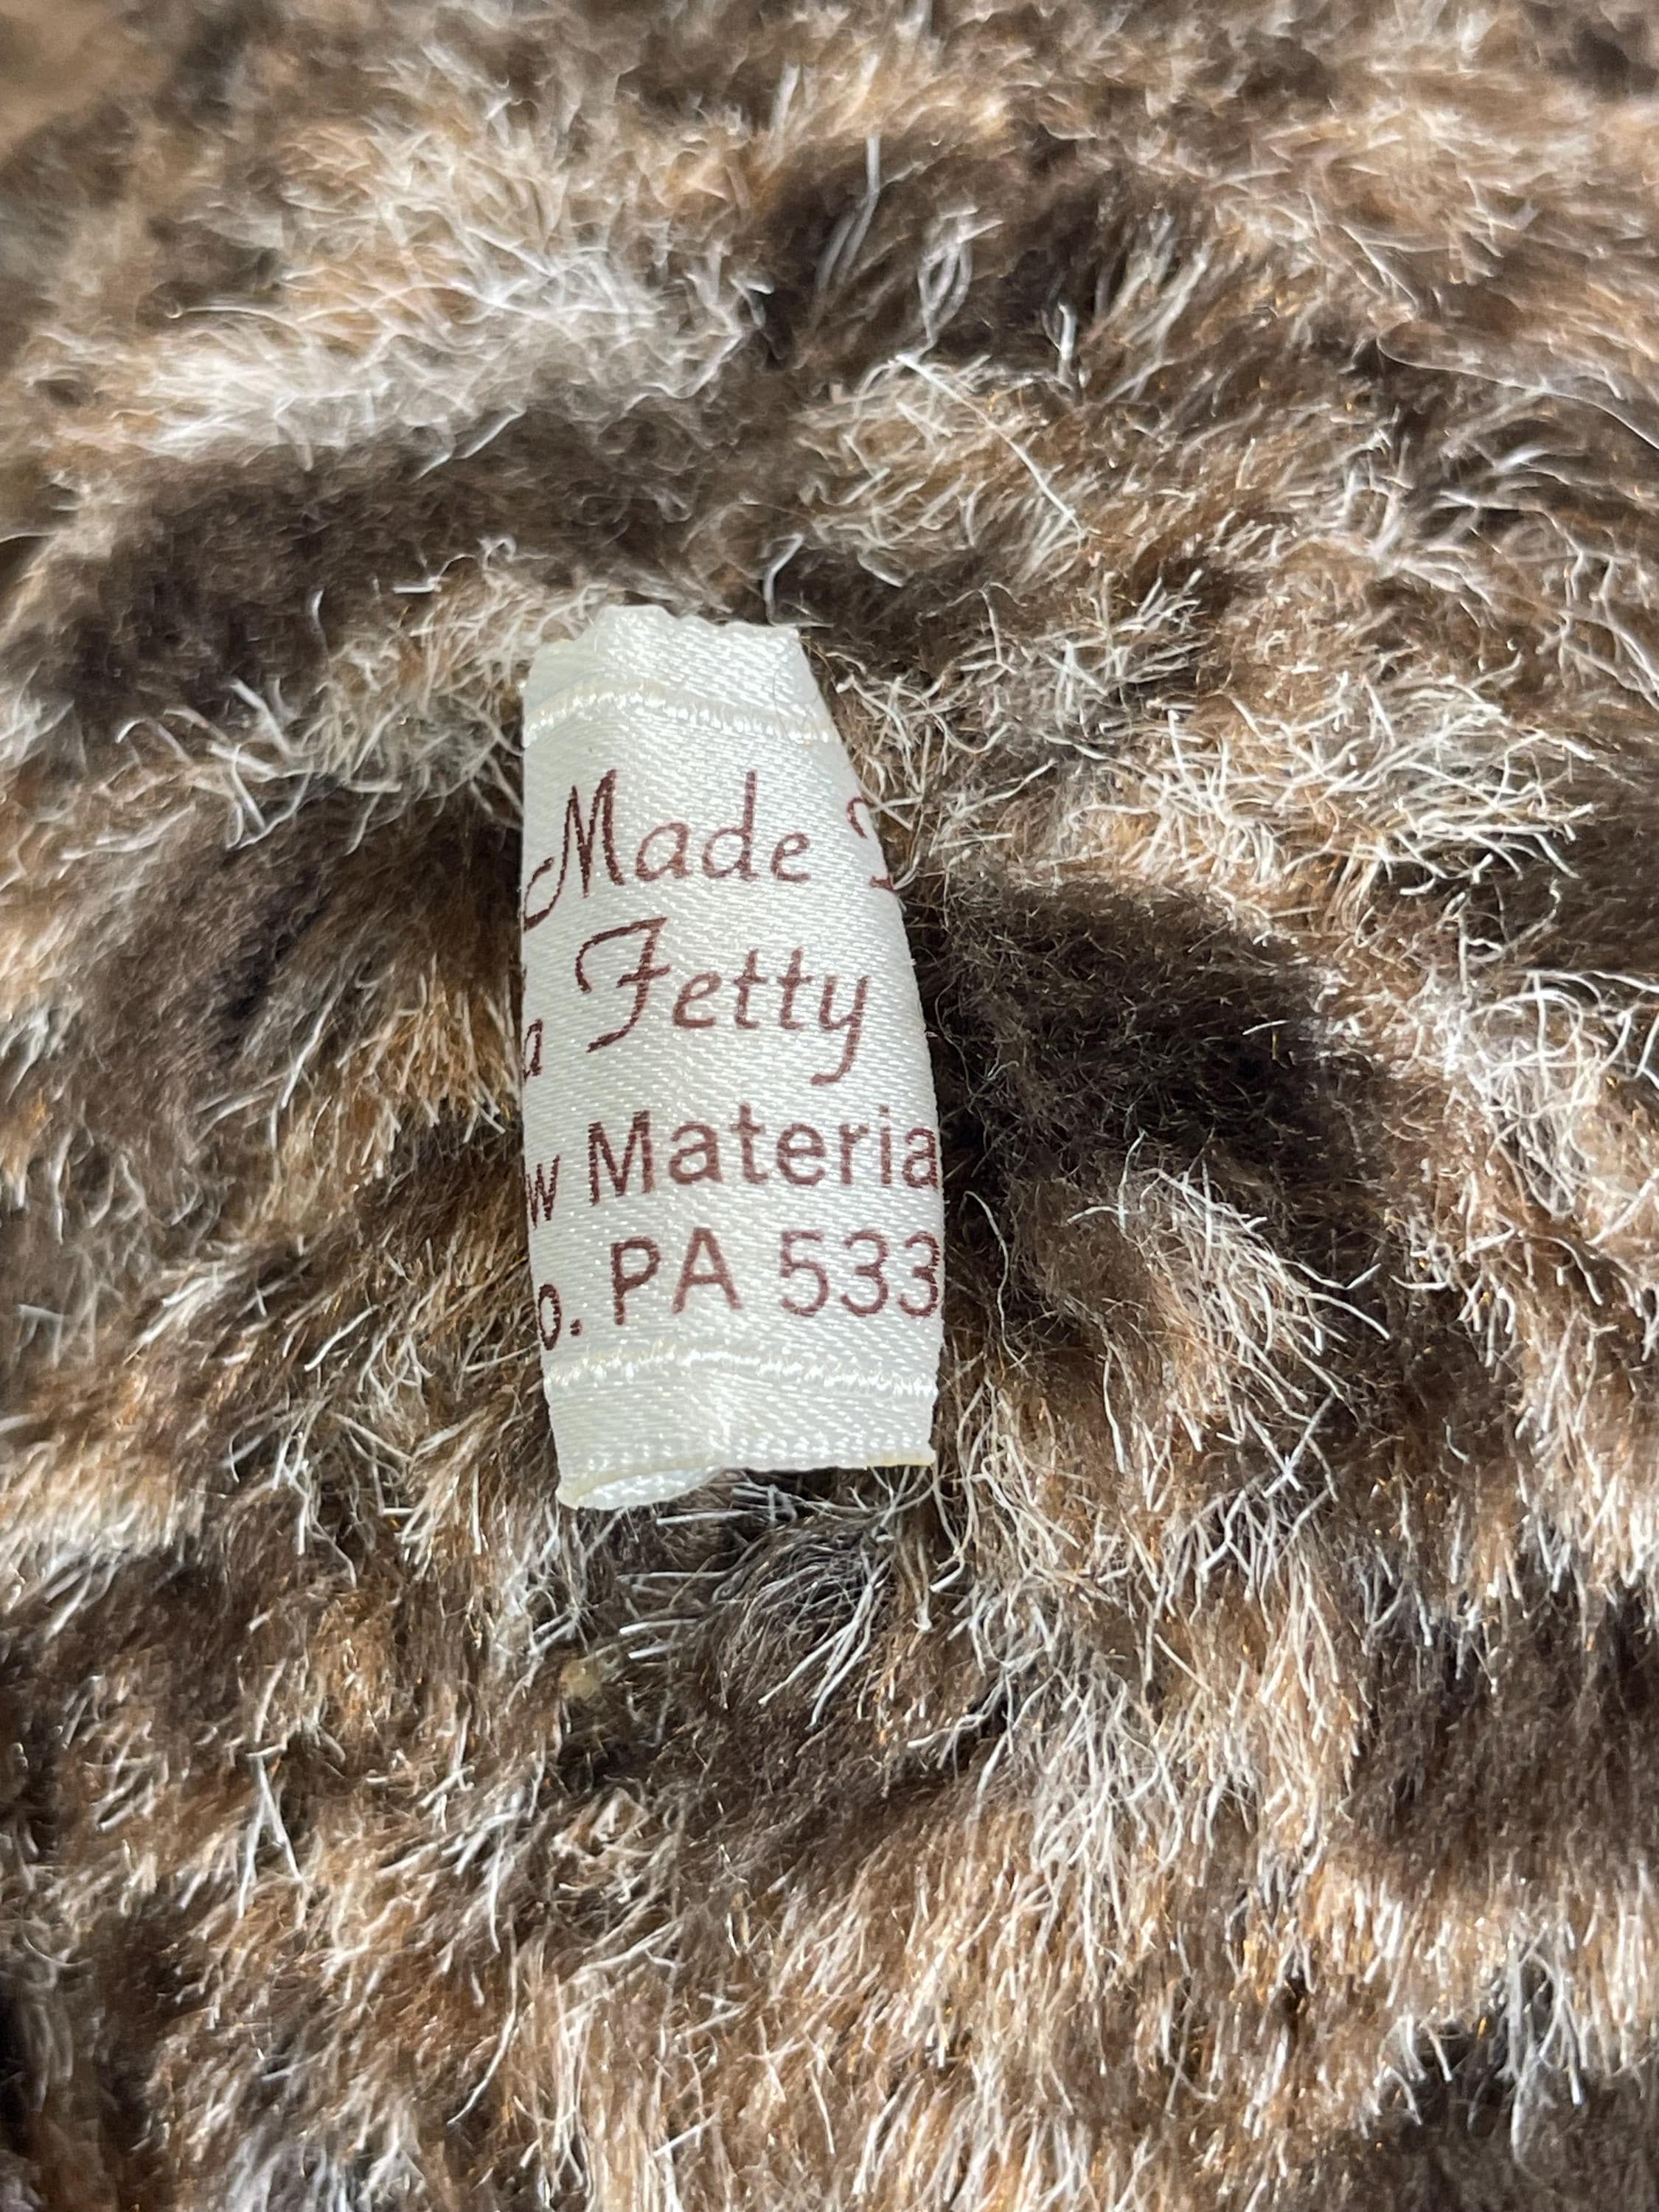 Made
a Fetty
w Materia
o. PA 533